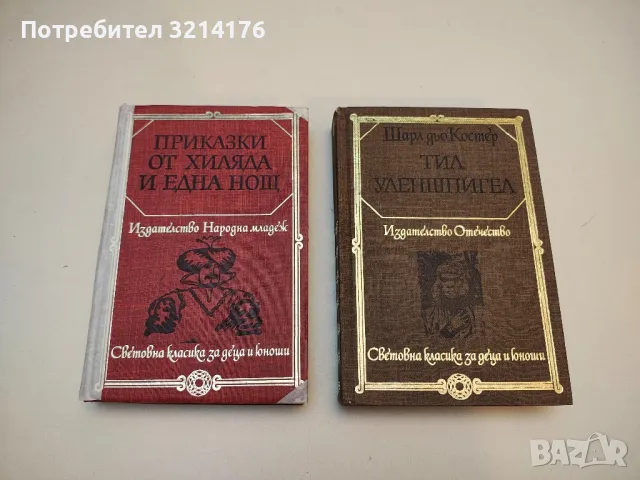 Потребител 3214176
ПРИКАЗКИ
ОТ ХИЛЯДА
И ЕДНА НОЩ
Издателство Народна младеж
Световна класика за деца и юноши
Шарл дьо Костер
ТИЛ
УЛЕНШПИГЕЛ
Издателство Отечество
Световна класика за деца и юноши
BAZAR